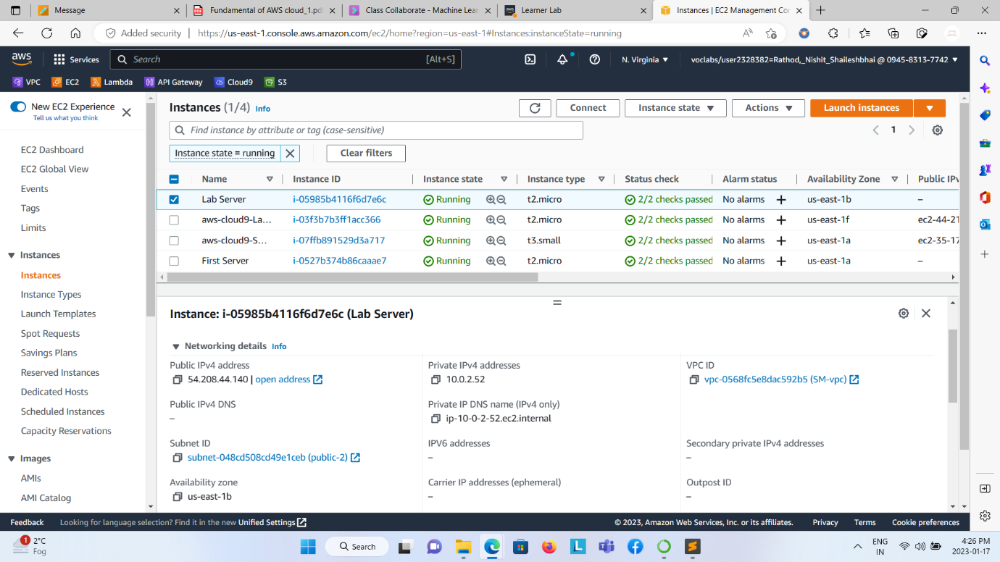 Message
Fundamental of AWS cloud_1.pdf
Class Collaborate - Machine Lear
Learner Lab
Instances | EC2 Management Con
Added security
https://us-east-1.console.aws.amazon.com/ec2/home?region=us-east-1#Instances:instanceState=running
aws
Services
Search
[Alt+S]
N. Virginia
voclabs/user2328382=Rathod,_Nishit_Shaileshbhai @ 0945-8313-7742
VPC
EC2
Lambda
API Gateway
Cloud9
S3
New EC2 Experience
Tell us what you think
EC2 Dashboard
EC2 Global View
Events
Tags
Limits
Instances
Instances
Instance Types
Launch Templates
Spot Requests
Savings Plans
Reserved Instances
Dedicated Hosts
Scheduled Instances
Capacity Reservations
Images
AMIs
AMI Catalog
Instances (1/4) Info
Connect
Instance state
Actions
Launch instances
Find instance by attribute or tag (case-sensitive)
1
Instance state = running
Clear filters
Name Instance ID Instance state Instance type Status check Alarm status Availability Zone Public IPv
Lab Server i-05985b4116f6d7e6c Running t2.micro 2/2 checks passed No alarms us-east-1b –
aws-cloud9-La... i-03f3b7b3ff1acc366 Running t2.micro 2/2 checks passed No alarms us-east-1f ec2-44-21
aws-cloud9-S... i-07ffb891529d3a717 Running t3.small 2/2 checks passed No alarms us-east-1a ec2-35-17
First Server i-0527b374b86caaae7 Running t2.micro 2/2 checks passed No alarms us-east-1a –
Instance: i-05985b4116f6d7e6c (Lab Server)
Networking details Info
Public IPv4 address
54.208.44.140 | open address
Public IPv4 DNS
–
Subnet ID
subnet-048cd508cd49e1ceb (public-2)
Availability zone
us-east-1b
Private IPv4 addresses
10.0.2.52
Private IP DNS name (IPv4 only)
ip-10-0-2-52.ec2.internal
IPV6 addresses
–
Carrier IP addresses (ephemeral)
–
VPC ID
vpc-0568fc5e8dac592b5 (SM-vpc)
Secondary private IPv4 addresses
–
Outpost ID
–
Feedback
Looking for language selection? Find it in the new Unified Settings
© 2023, Amazon Web Services, Inc. or its affiliates.
Privacy
Terms
Cookie preferences
1
2°C
Fog
Search
ENG
IN
4:26 PM
2023-01-17